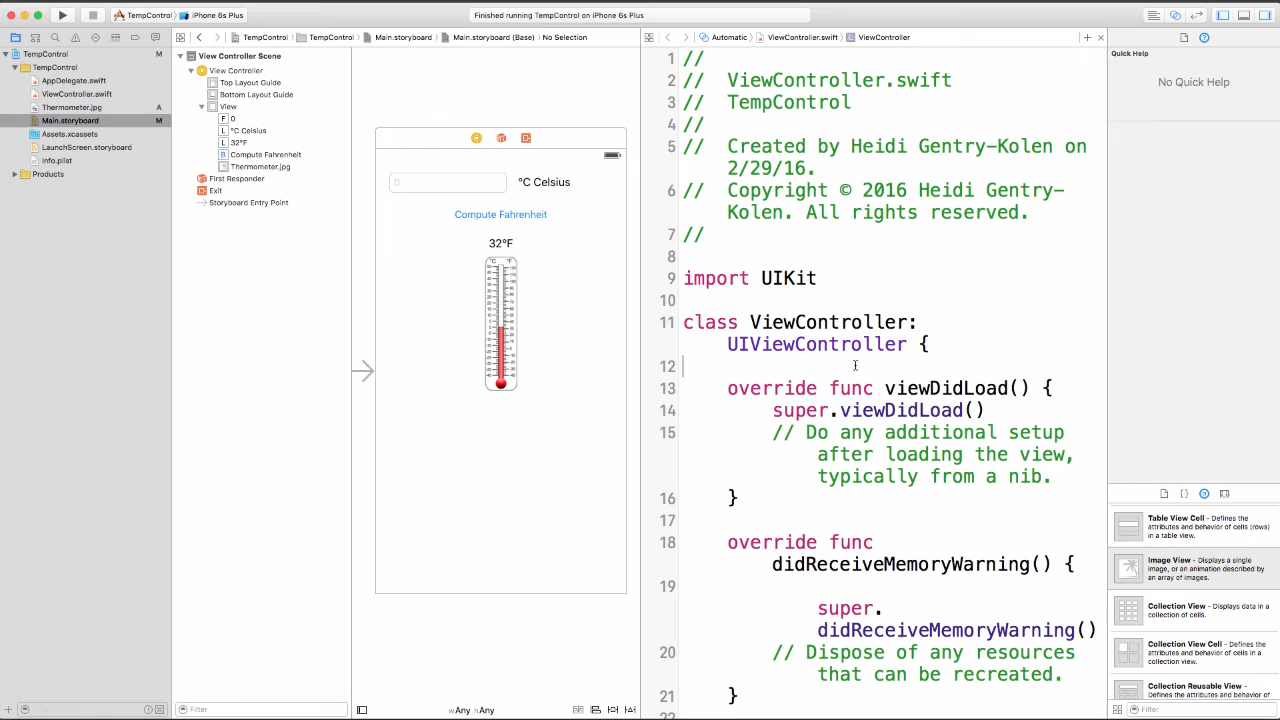 TempControl
iPhone 6s Plus
Finished running TempControl on iPhone 6s Plus
TempControl
TempControl
Main.storyboard
Main.storyboard (Base)
No Selection
Automatic
ViewController.swift
ViewController
TempControl M
TempControl
AppDelegate.swift
ViewController.swift
Thermometer.jpg A
Main.storyboard M
Assets.xcassets
LaunchScreen.storyboard
Info.plist
Products
View Controller Scene
View Controller
Top Layout Guide
Bottom Layout Guide
View
F 0
L °C Celsius
L 32°F
B Compute Fahrenheit
Thermometer.jpg
First Responder
Exit
Storyboard Entry Point
0
°C Celsius
Compute Fahrenheit
32°F
°C °F
1 //
2 // ViewController.swift
3 // TempControl
4 //
5 // Created by Heidi Gentry-Kolen on
2/29/16.
6 // Copyright © 2016 Heidi Gentry-
Kolen. All rights reserved.
7 //
8
9 import UIKit
10
11 class ViewController:
UIViewController {
12
13 override func viewDidLoad() {
14 super.viewDidLoad()
15 // Do any additional setup
after loading the view,
typically from a nib.
16 }
17
18 override func
didReceiveMemoryWarning() {
19
super.
didReceiveMemoryWarning()
20 // Dispose of any resources
that can be recreated.
21 }
22
Quick Help
No Quick Help
Table View Cell - Defines the
attributes and behavior of cells (rows)
in a table view.
Image View - Displays a single
image, or an animation described by
an array of images.
Collection View - Displays data in a
collection of cells.
Collection View Cell - Defines the
attributes and behavior of cells in a
collection view.
Collection Reusable View -
Defines the attributes and behavior of
Filter
wAny hAny
Filter